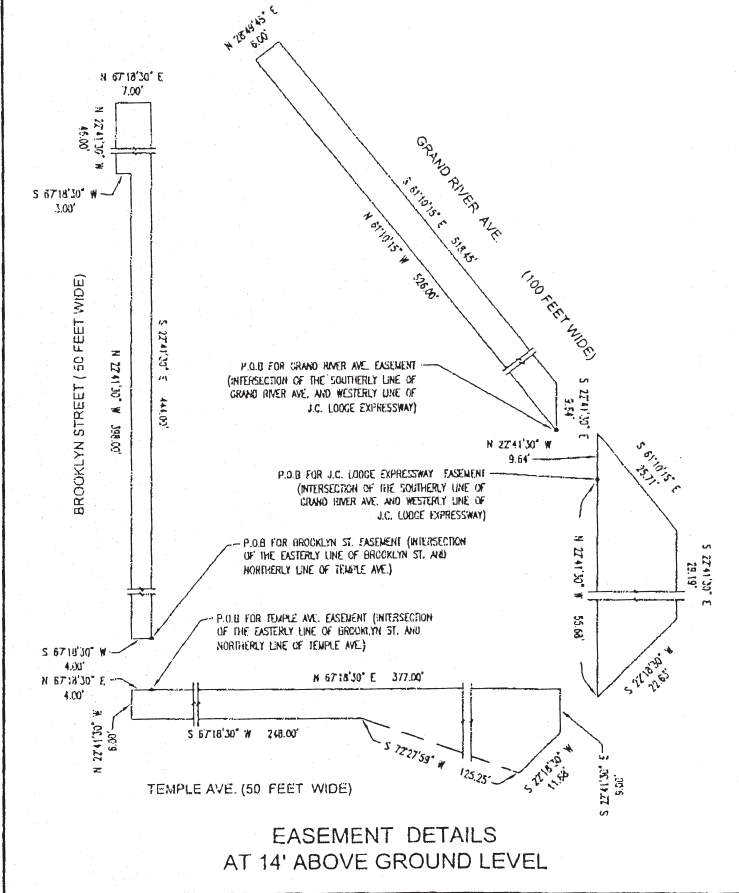 N 28°49'45" E
6.00'
N 67°18'30" E
7.00'
N 22°41'30" W
46.00'
S 67°18'30" W
3.00'
GRAND RIVER AVE.
(100 FEET WIDE)
S 61°10'15" E 518.45'
N 61°10'15" W 526.00'
BROOKLYN STREET (50 FEET WIDE)
N 22°41'30" W 398.00'
S 22°41'30" E 444.00'
P.O.B FOR GRAND RIVER AVE. EASEMENT
(INTERSECTION OF THE SOUTHERLY LINE OF
GRAND RIVER AVE. AND WESTERLY LINE OF
J.C. LODGE EXPRESSWAY)
S 22°41'30" E
9.54'
N 22°41'30" W
9.64'
S 61°10'15" E
25.71'
P.O.B FOR J.C. LODGE EXPRESSWAY EASEMENT
(INTERSECTION OF THE SOUTHERLY LINE OF
GRAND RIVER AVE. AND WESTERLY LINE OF
J.C. LODGE EXPRESSWAY)
N 22°41'30" W 55.68'
S 22°41'30" E
29.19'
S 22°18'30" W
22.63'
P.O.B FOR BROOKLYN ST. EASEMENT (INTERSECTION
OF THE EASTERLY LINE OF BROOKLYN ST. AND
NORTHERLY LINE OF TEMPLE AVE.)
P.O.B FOR TEMPLE AVE. EASEMENT (INTERSECTION
OF THE EASTERLY LINE OF BROOKLYN ST. AND
NORTHERLY LINE OF TEMPLE AVE.)
S 67°18'30" W
4.00'
N 67°18'30" E
4.00'
N 67°18'30" E 377.00'
N 22°41'30" W
6.00'
S 67°18'30" W 248.00'
S 72°27'59" W 125.25'
S 22°18'30" W
11.68'
S 22°41'30" E
9.00'
TEMPLE AVE. (50 FEET WIDE)
EASEMENT DETAILS
AT 14' ABOVE GROUND LEVEL